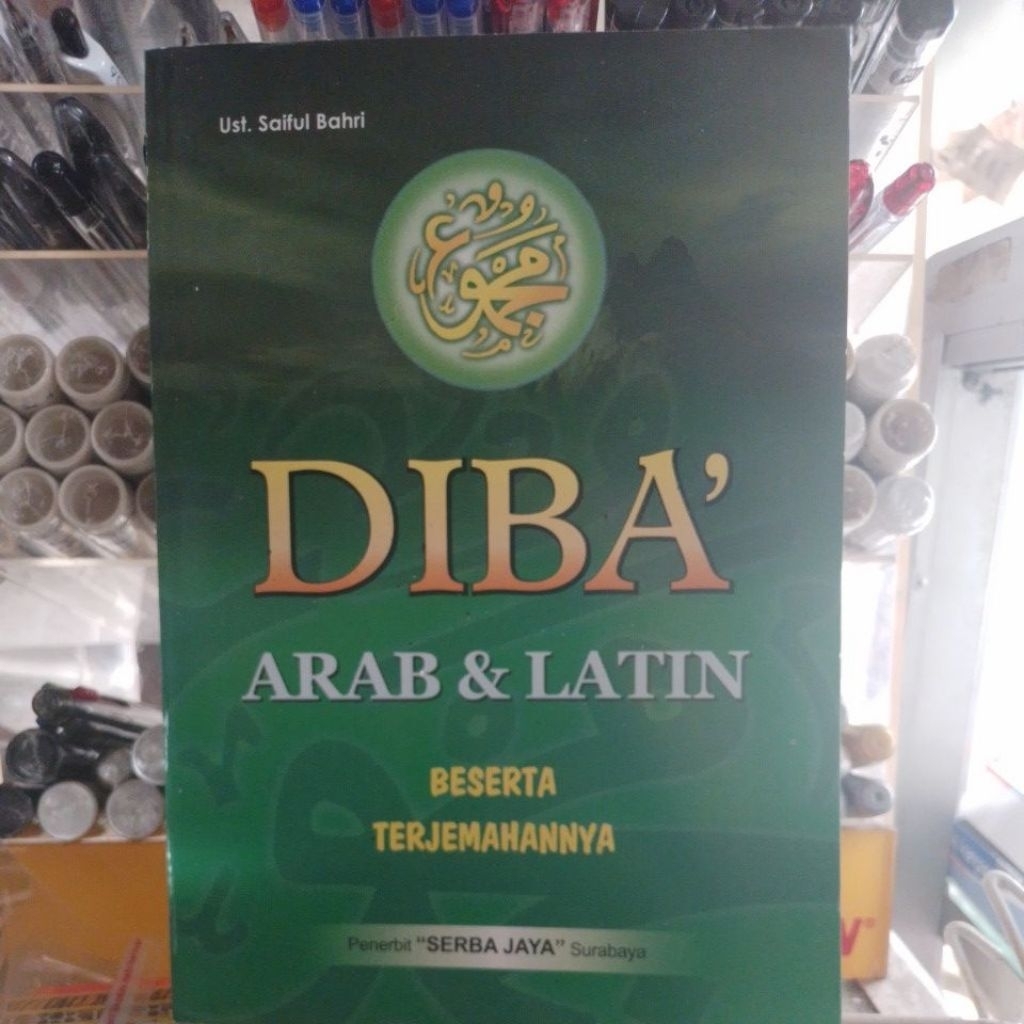 Ust. Saiful Bahri
مجموع
DIBA’
ARAB & LATIN
BESERTA
TERJEMAHANNYA
Penerbit “SERBA JAYA” Surabaya